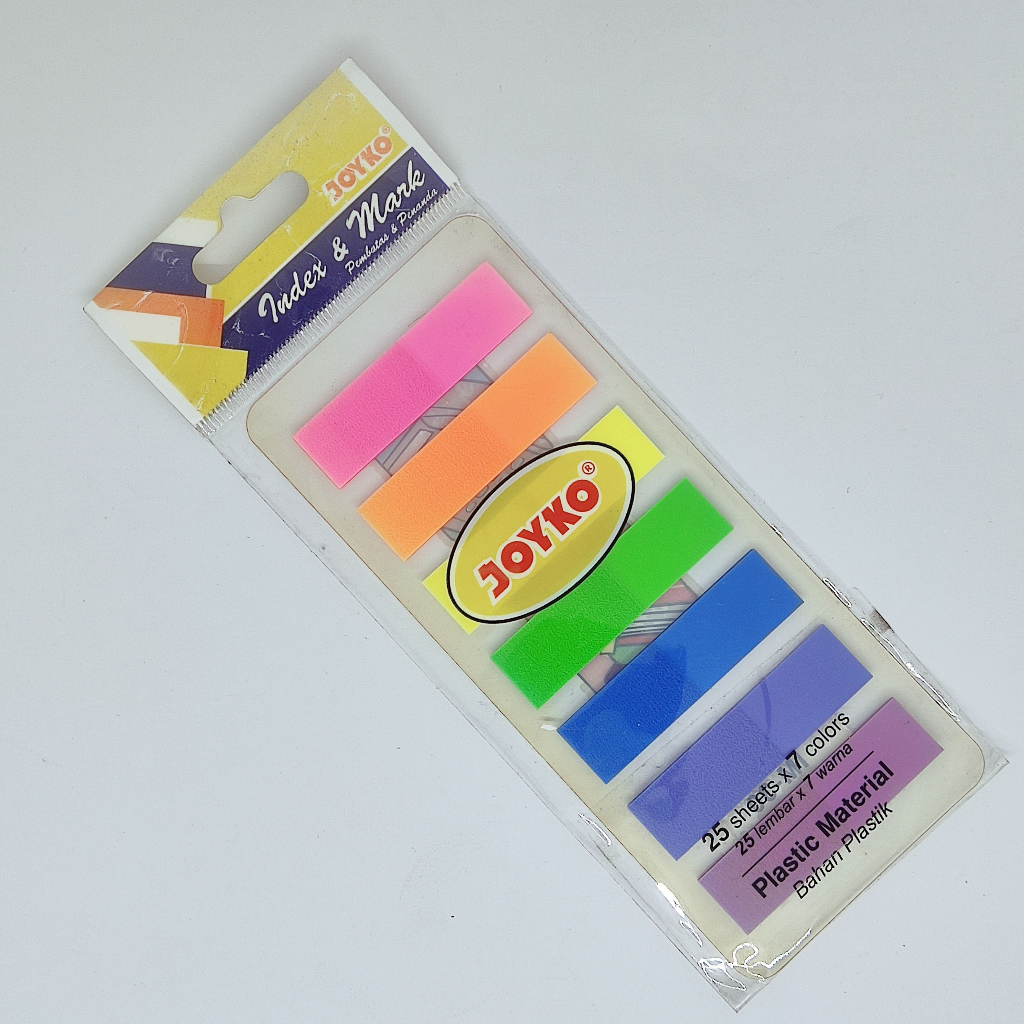 JOYKO®
Index & Mark
Pembatas & Penanda
JOYKO®
25 sheets x 7 colors
25 lembar x 7 warna
Plastic Material
Bahan Plastik